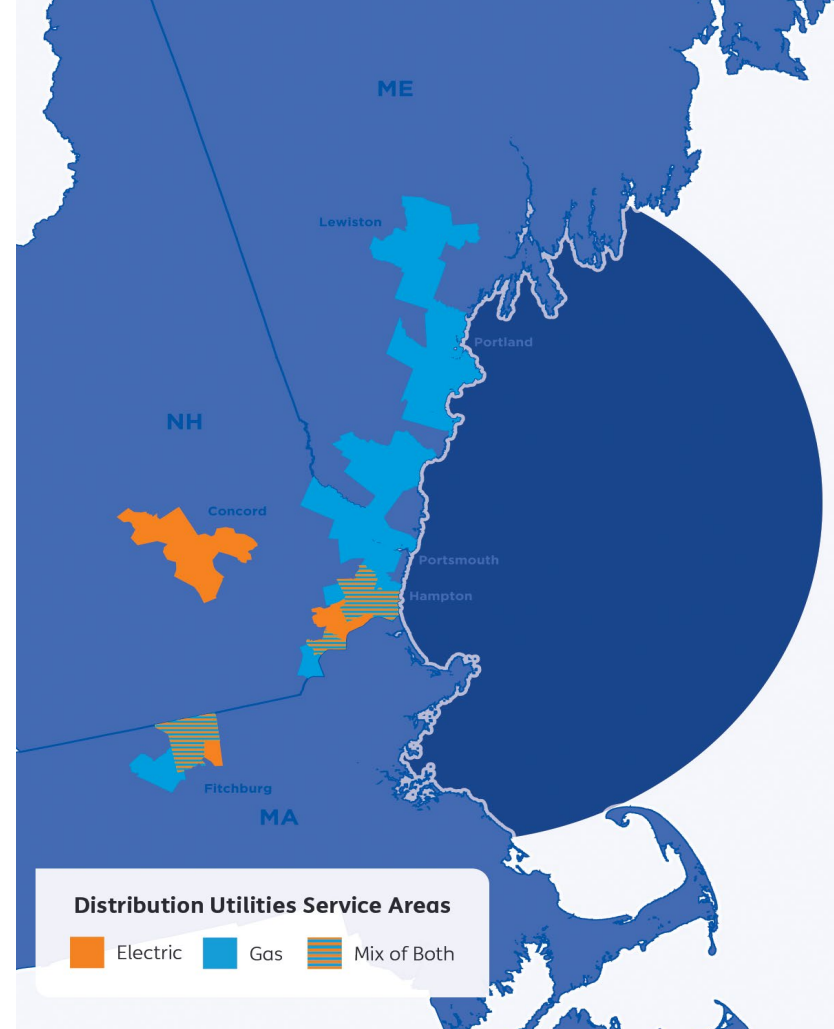 ME
Lewiston
Portland
NH
Concord
Portsmouth
Hampton
Fitchburg
MA
Distribution Utilities Service Areas
Electric
Gas
Mix of Both